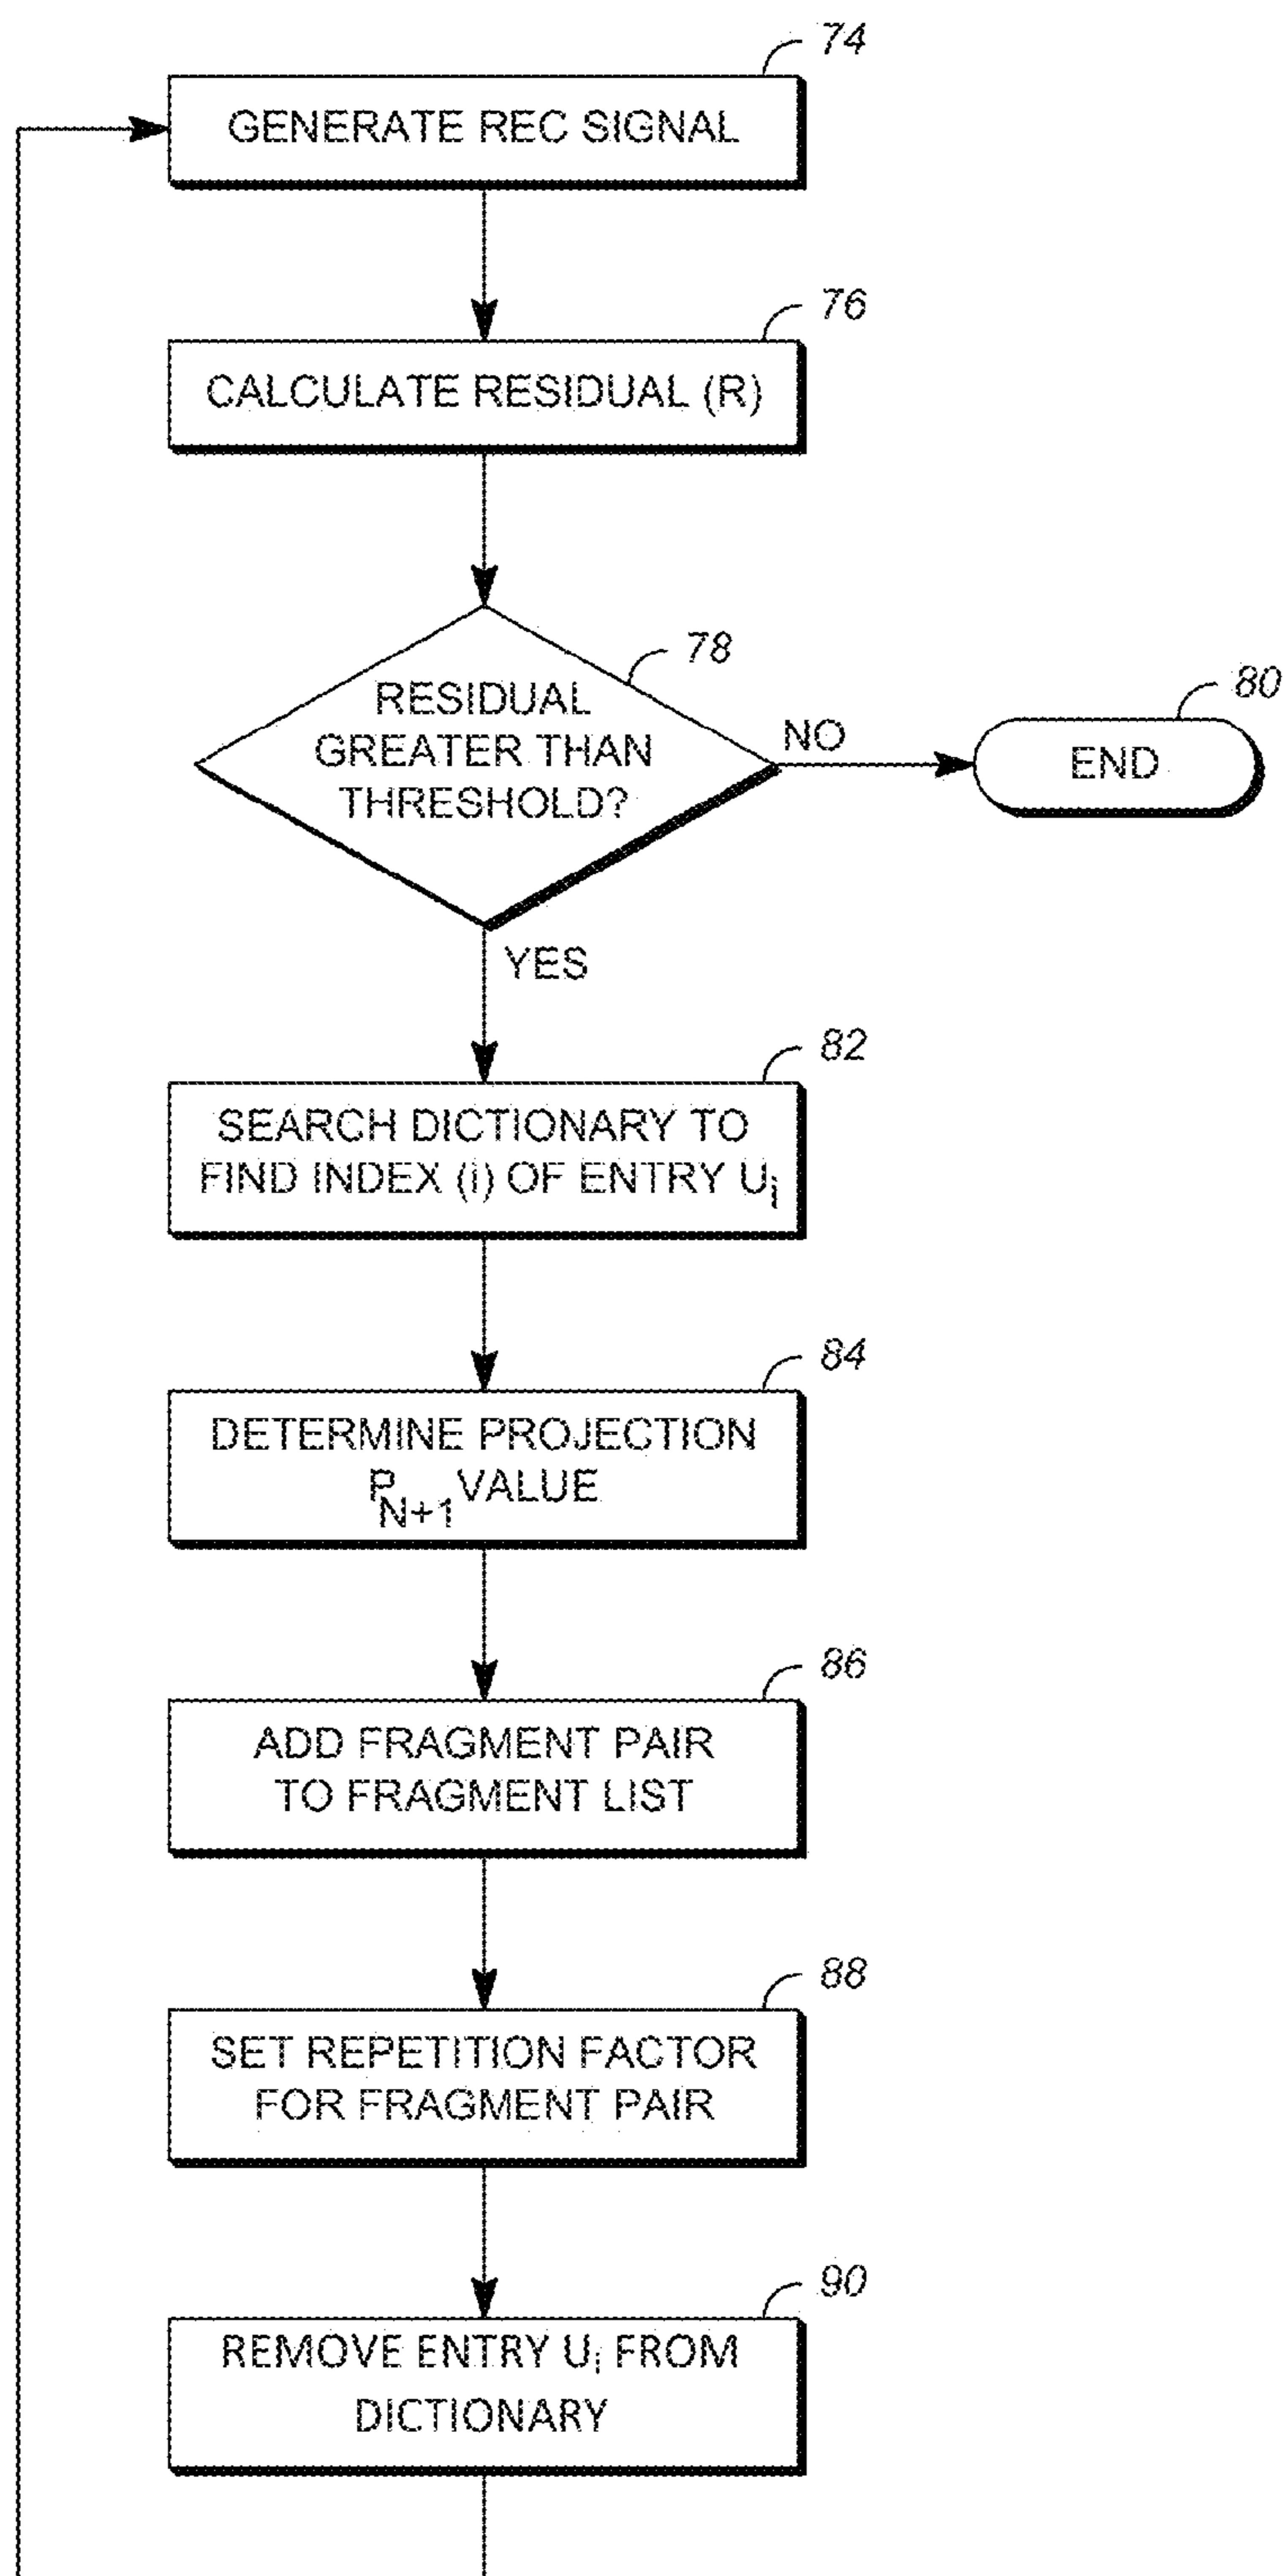 74
GENERATE REC SIGNAL
76
CALCULATE RESIDUAL (R)
78
RESIDUAL
GREATER THAN
THRESHOLD?
NO
80
END
YES
82
SEARCH DICTIONARY TO
FIND INDEX (i) OF ENTRY Ui
84
DETERMINE PROJECTION
PN+1 VALUE
86
ADD FRAGMENT PAIR
TO FRAGMENT LIST
88
SET REPETITION FACTOR
FOR FRAGMENT PAIR
90
REMOVE ENTRY Ui FROM
DICTIONARY